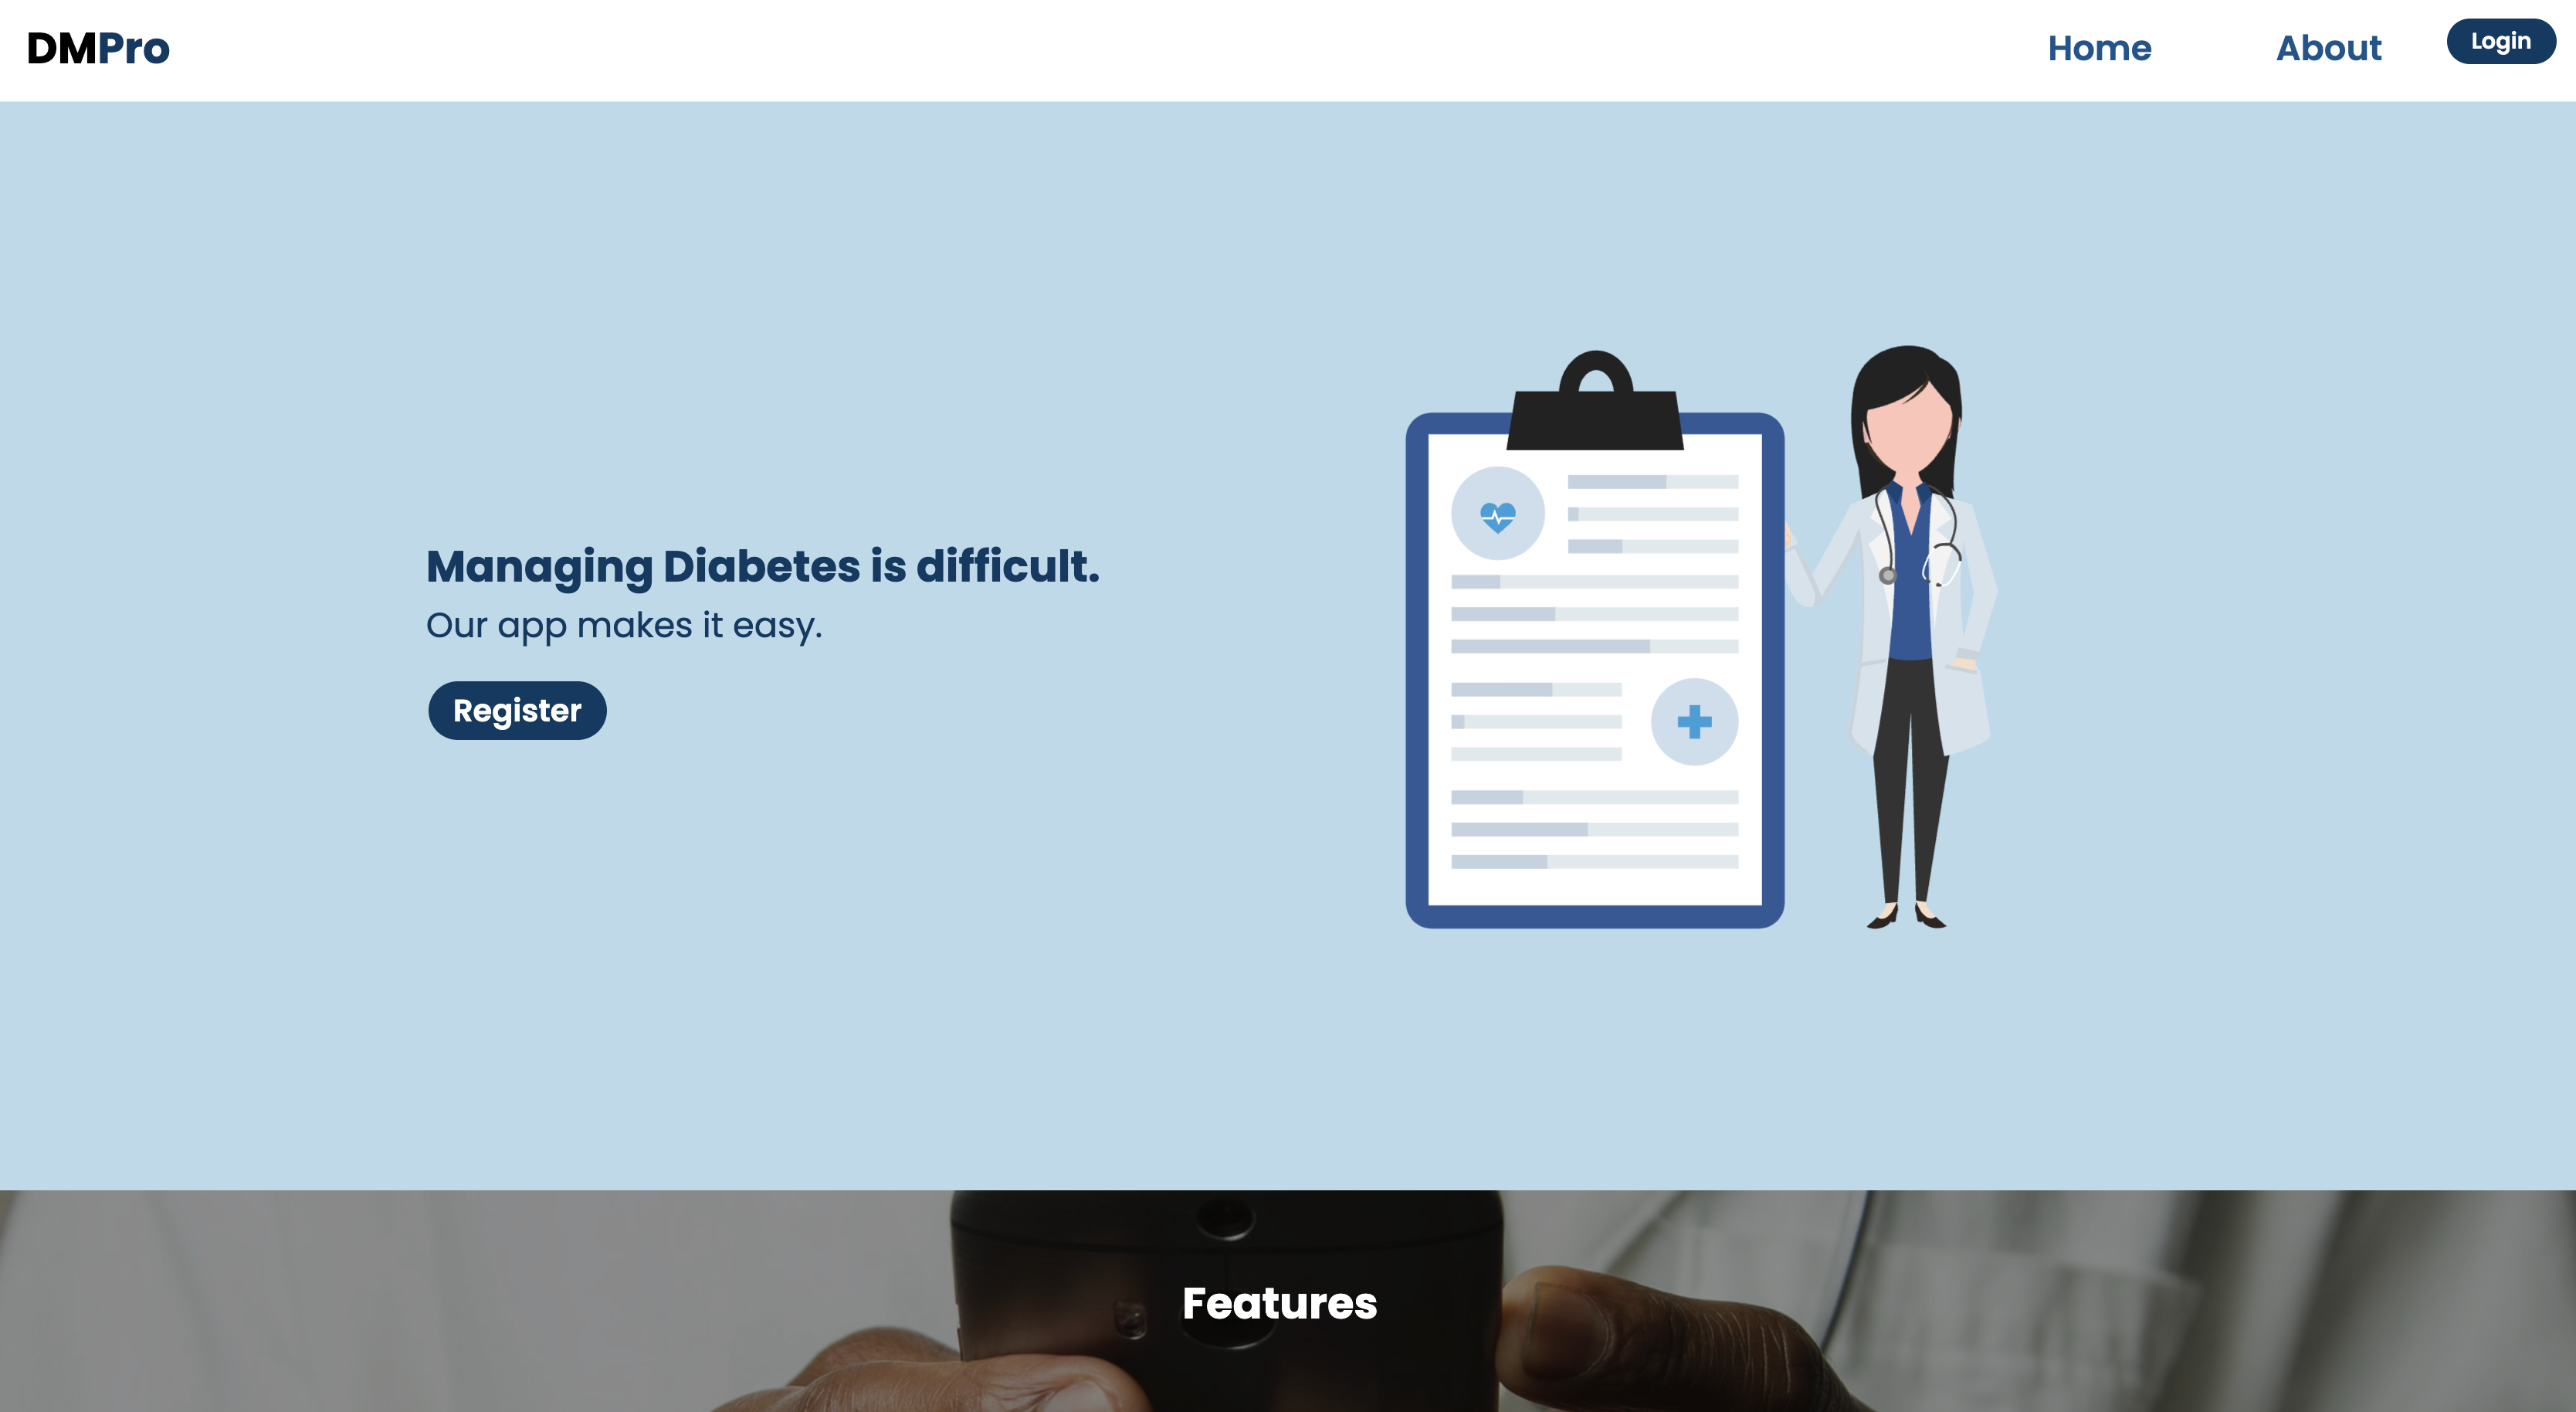 DMPro
Home
About
Login
Managing Diabetes is difficult.
Our app makes it easy.
Register
Features